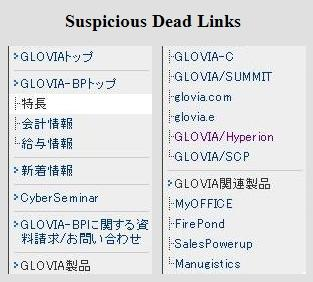 Suspicious Dead Links
GLOVIAトップ
GLOVIA-BPトップ
特長
会計情報
給与情報
新着情報
CyberSeminar
GLOVIA-BPIに関する資
料請求/お問い合わせ
GLOVIA製品
GLOVIA-C
GLOVIA/SUMMIT
glovia.com
glovia.e
GLOVIA/Hyperion
GLOVIA/SCP
GLOVIA関連製品
MyOFFICE
FirePond
SalesPowerup
Manugistics